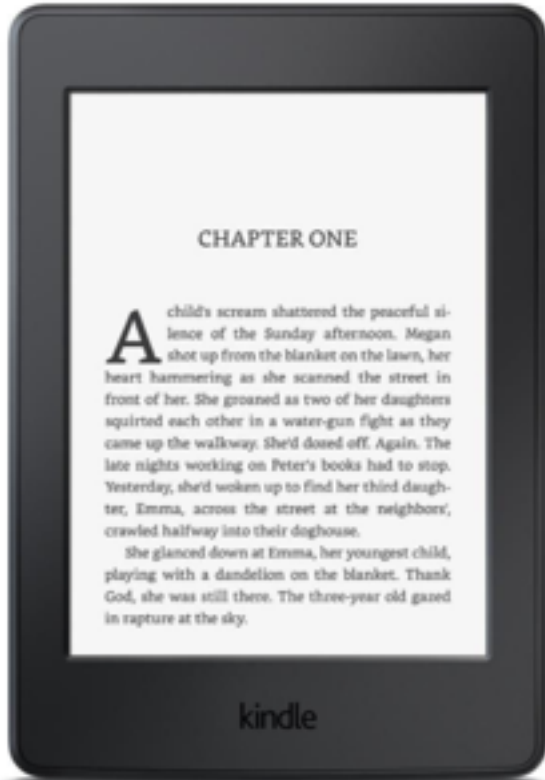 CHAPTER ONE
A child's scream shattered the peaceful si-
lence of the Sunday afternoon. Megan
shot up from the blanket on the lawn, her
heart hammering as she scanned the street in
front of her. She groaned as two of her daughters
squirted each other in a water-gun fight as they
came up the walkway. She'd dozed off. Again. The
late nights working on Peter's books had to stop.
Yesterday, she'd woken up to find her third daugh-
ter, Emma, across the street at the neighbors',
crawled halfway into their doghouse.
She glanced down at Emma, her youngest child,
playing with a dandelion on the blanket. Thank
God, she was still there. The three-year old gazed
in rapture at the sky.
kindle